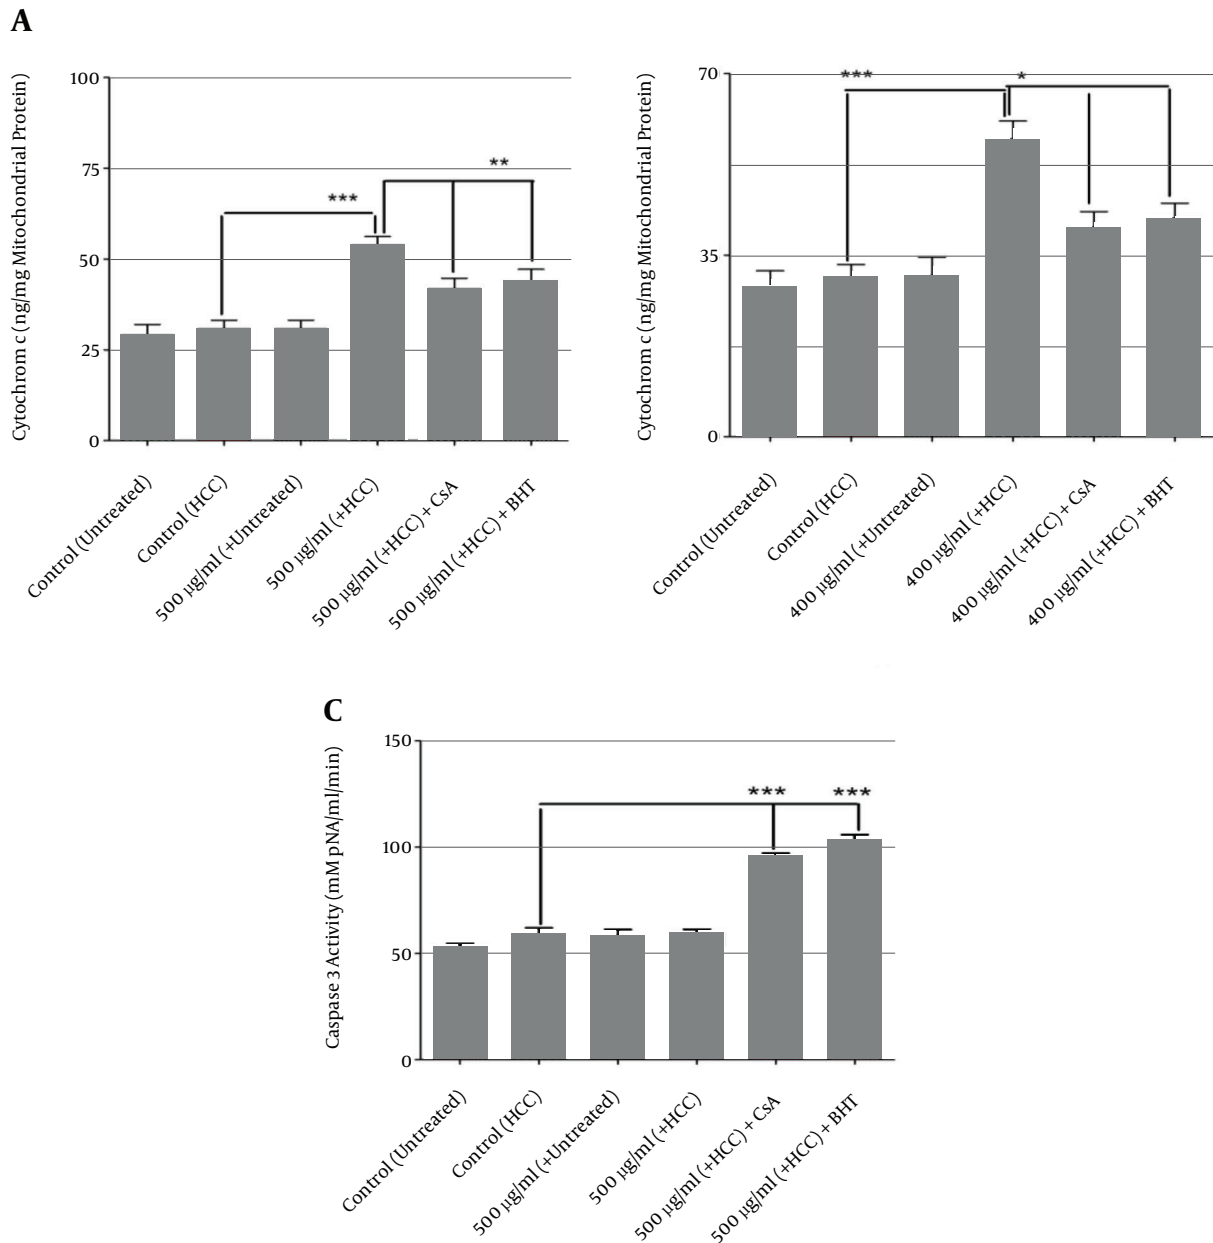 A
Cytochrom c (ng/mg Mitochondrial Protein)
100
75
50
25
0
***
**
Control (Untreated)
Control (HCC)
500 µg/ml (+Untreated)
500 µg/ml (+HCC)
500 µg/ml (+HCC) + CsA
500 µg/ml (+HCC) + BHT
Cytochrom c (ng/mg Mitochondrial Protein)
70
35
0
***
*
Control (Untreated)
Control (HCC)
400 µg/ml (+Untreated)
400 µg/ml (+HCC)
400 µg/ml (+HCC) + CsA
400 µg/ml (+HCC) + BHT
C
Caspase 3 Activity (mM pNA/ml/min)
150
100
50
0
***
***
Control (Untreated)
Control (HCC)
500 µg/ml (+Untreated)
500 µg/ml (+HCC)
500 µg/ml (+HCC) + CsA
500 µg/ml (+HCC) + BHT